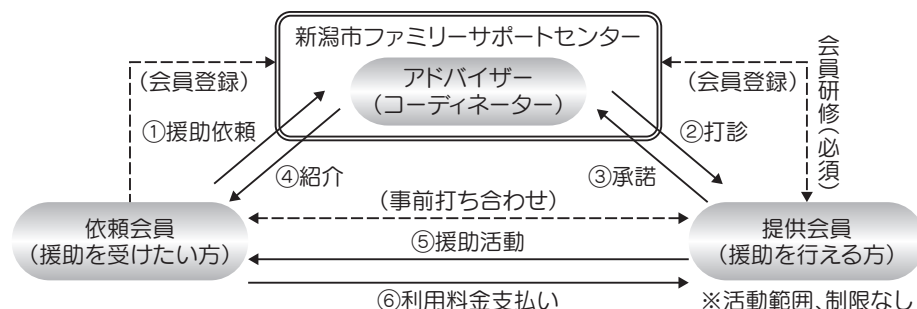 新潟市ファミリーサポートセンター
アドバイザー
(コーディネーター)
(会員登録)
(会員登録)
会員研修(必須)
①援助依頼
②打診
④紹介
③承諾
(事前打ち合わせ)
依頼会員
(援助を受けたい方)
提供会員
(援助を行える方)
⑤援助活動
⑥利用料金支払い
※活動範囲、制限なし